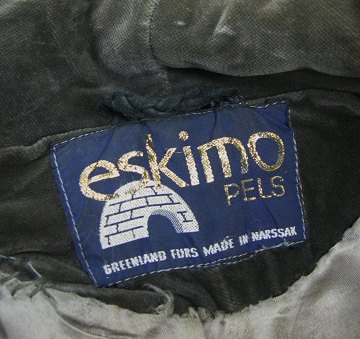 eskimo
PELS
GREENLAND FURS MADE IN NARSSAK